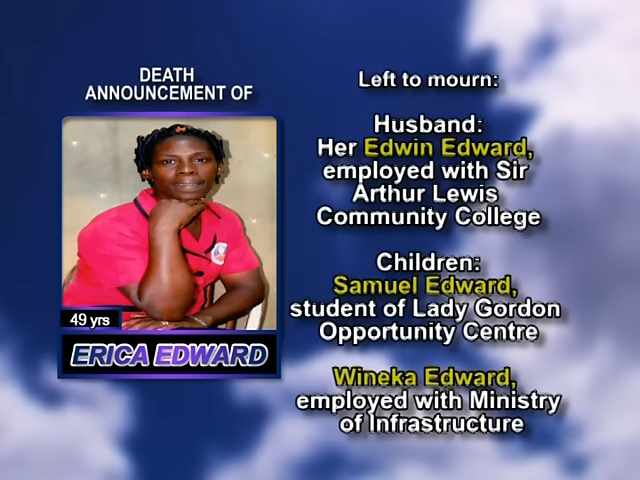 DEATH
ANNOUNCEMENT OF
49 yrs
ERICA EDWARD
Left to mourn:
Husband:
Her Edwin Edward,
employed with Sir
Arthur Lewis
Community College
Children:
Samuel Edward,
student of Lady Gordon
Opportunity Centre
Wineka Edward,
employed with Ministry
of Infrastructure